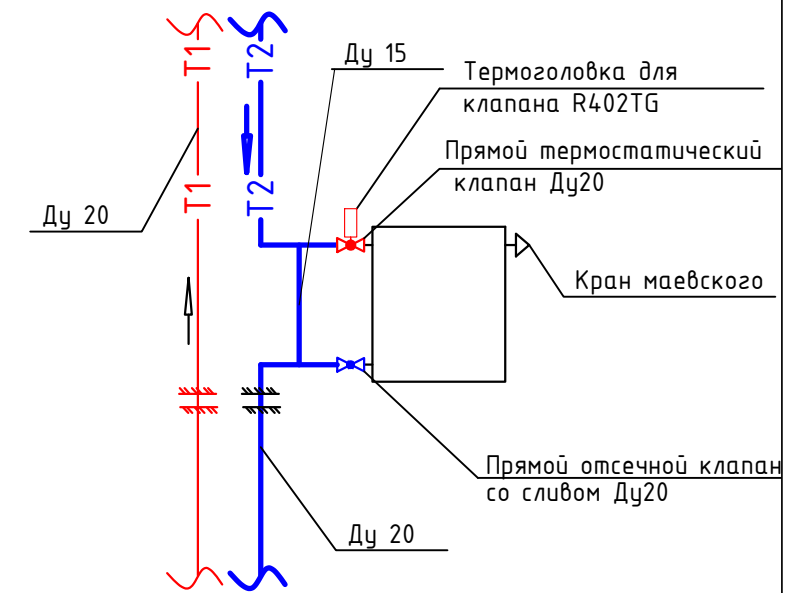 T1
T2
Ду 15
Термоголовка для
клапана R402TG
Прямой термостатический
клапан Ду20
T1
T2
Ду 20
Кран маевского
Прямой отсечной клапан
со сливом Ду20
Ду 20